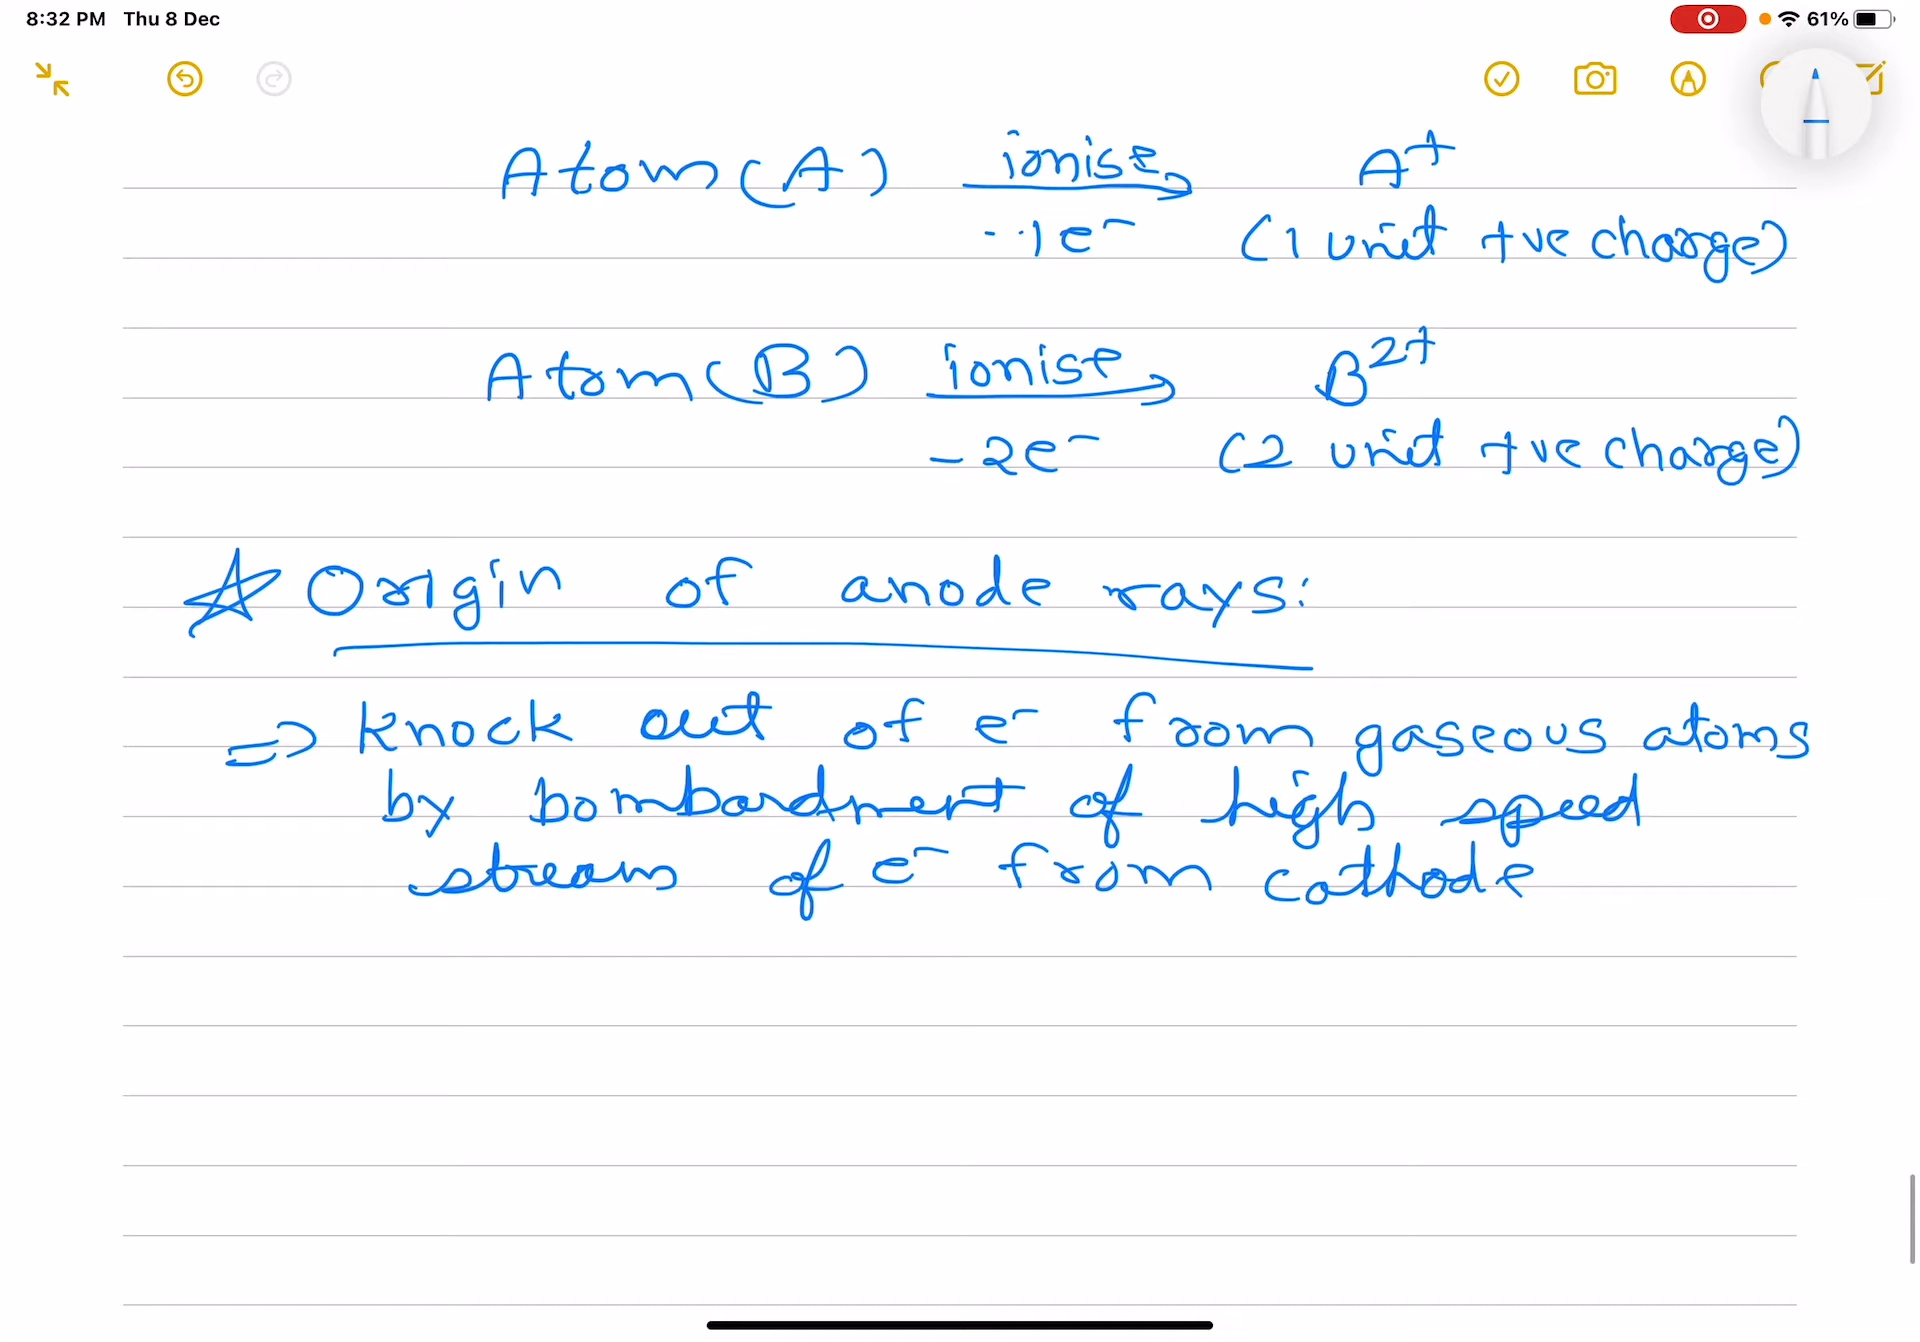 8:32 PM Thu 8 Dec 61%
Atom (A) ionise A⁺
-1e⁻ (1 unit +ve charge)
Atom (B) ionise B²⁺
-2e⁻ (2 unit +ve charge)
Origin of anode rays:
⇒ Knock out of e⁻ from gaseous atoms
by bombardment of high speed
stream of e⁻ from cathode